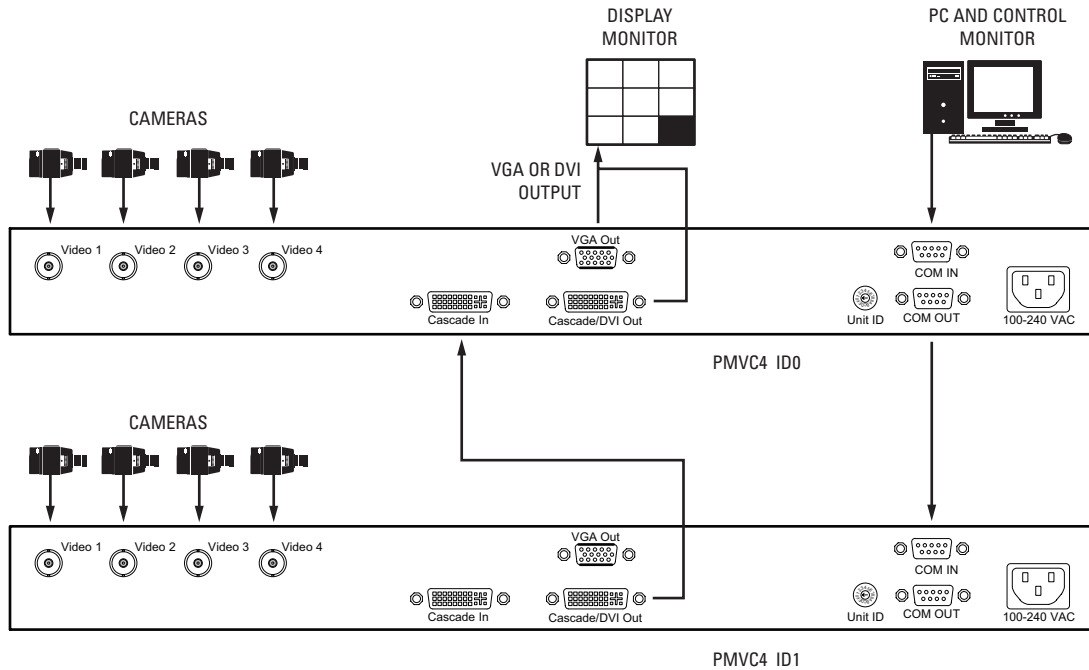 DISPLAY
MONITOR
PC AND CONTROL
MONITOR
CAMERAS
VGA OR DVI
OUTPUT
Video 1
Video 2
Video 3
Video 4
VGA Out
COM IN
Cascade In
Cascade/DVI Out
Unit ID
COM OUT
100-240 VAC
PMVC4 ID0
CAMERAS
Video 1
Video 2
Video 3
Video 4
VGA Out
COM IN
Cascade In
Cascade/DVI Out
Unit ID
COM OUT
100-240 VAC
PMVC4 ID1